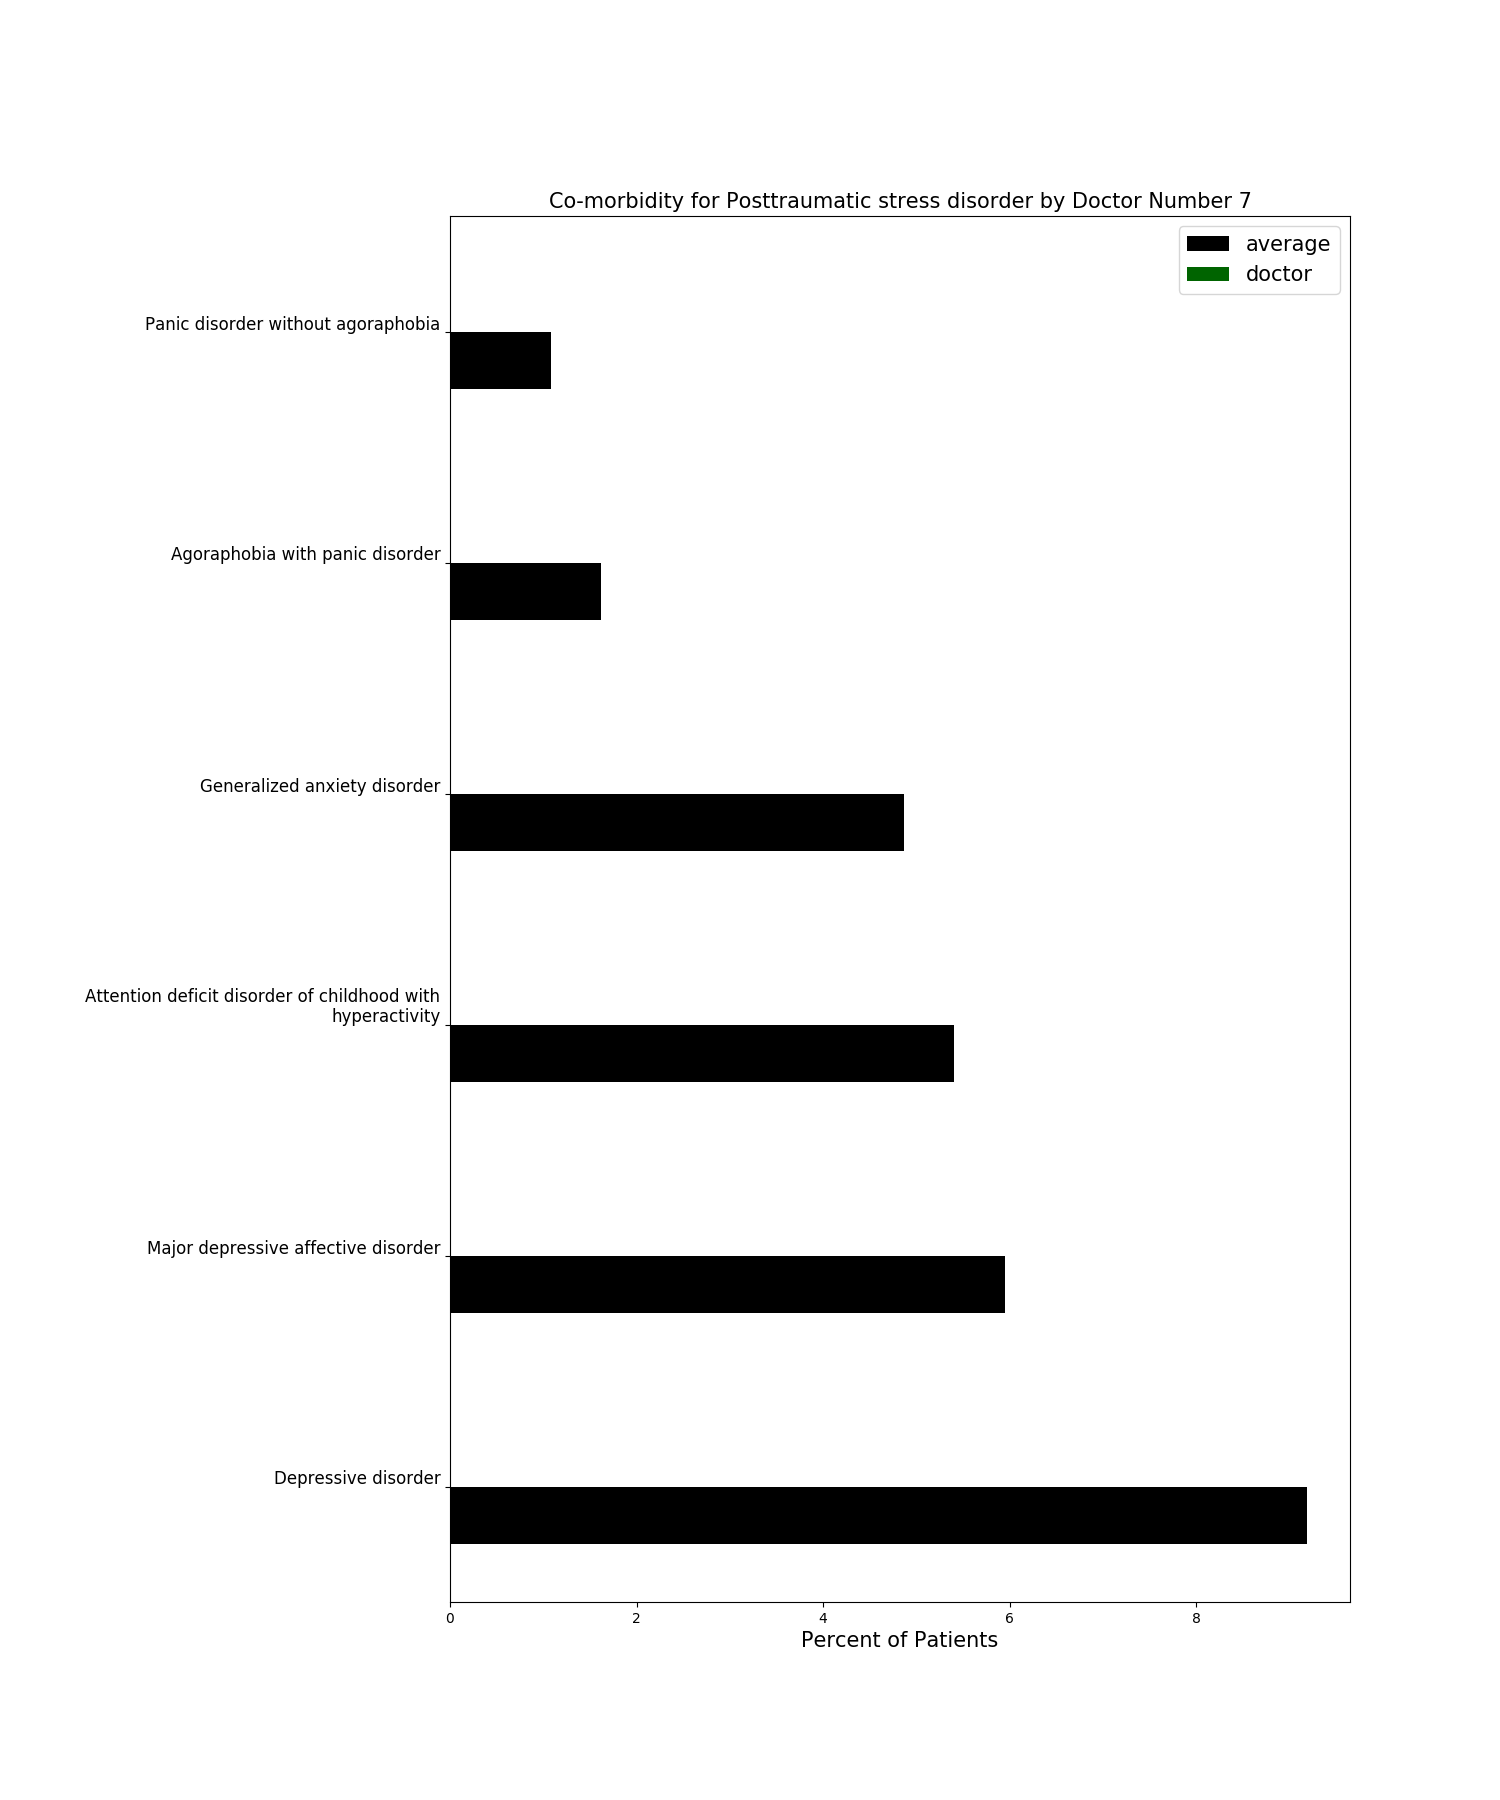 Co-morbidity for Posttraumatic stress disorder by Doctor Number 7
average
doctor
Panic disorder without agoraphobia
Agoraphobia with panic disorder
Generalized anxiety disorder
Attention deficit disorder of childhood with
hyperactivity
Major depressive affective disorder
Depressive disorder
0 2 4 6 8
Percent of Patients